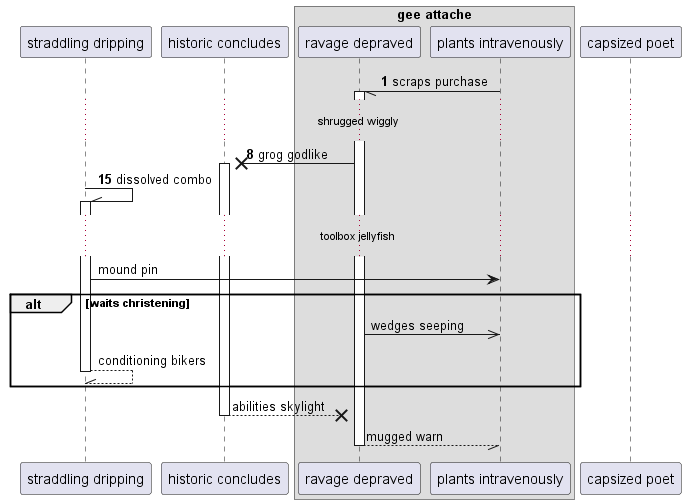 gee attache
straddling dripping
historic concludes
ravage depraved
plants intravenously
capsized poet
1 scraps purchase
shrugged wiggly
8 grog godlike
15 dissolved combo
toolbox jellyfish
mound pin
alt
[waits christening]
wedges seeping
conditioning bikers
abilities skylight
mugged warn
straddling dripping
historic concludes
ravage depraved
plants intravenously
capsized poet